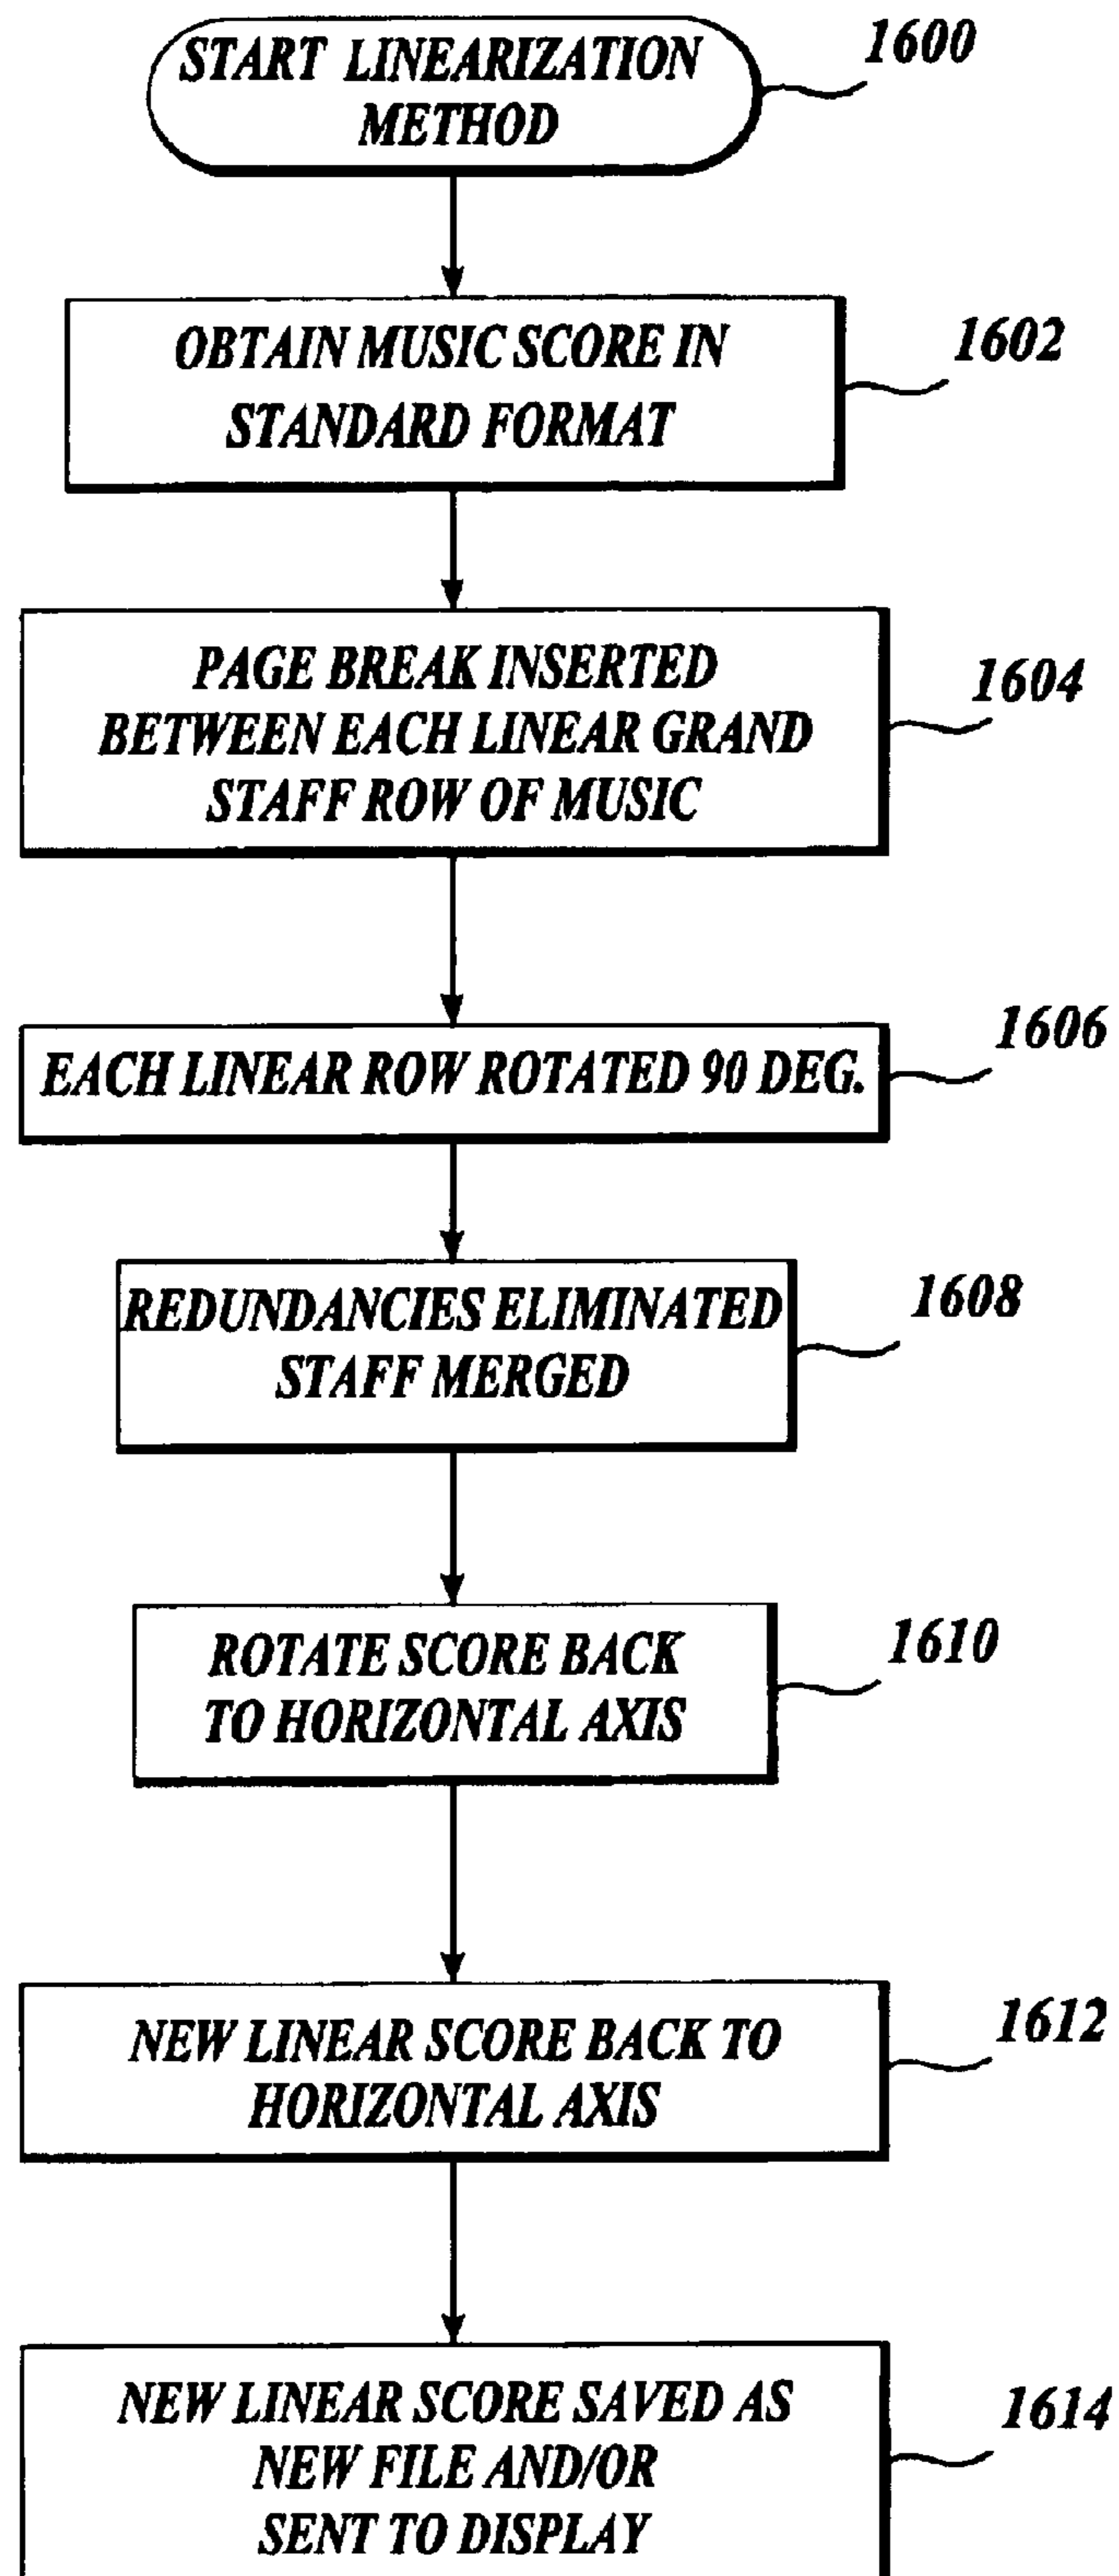 START LINEARIZATION
METHOD
1600
OBTAIN MUSIC SCORE IN
STANDARD FORMAT
1602
PAGE BREAK INSERTED
BETWEEN EACH LINEAR GRAND
STAFF ROW OF MUSIC
1604
EACH LINEAR ROW ROTATED 90 DEG.
1606
REDUNDANCIES ELIMINATED
STAFF MERGED
1608
ROTATE SCORE BACK
TO HORIZONTAL AXIS
1610
NEW LINEAR SCORE BACK TO
HORIZONTAL AXIS
1612
NEW LINEAR SCORE SAVED AS
NEW FILE AND/OR
SENT TO DISPLAY
1614